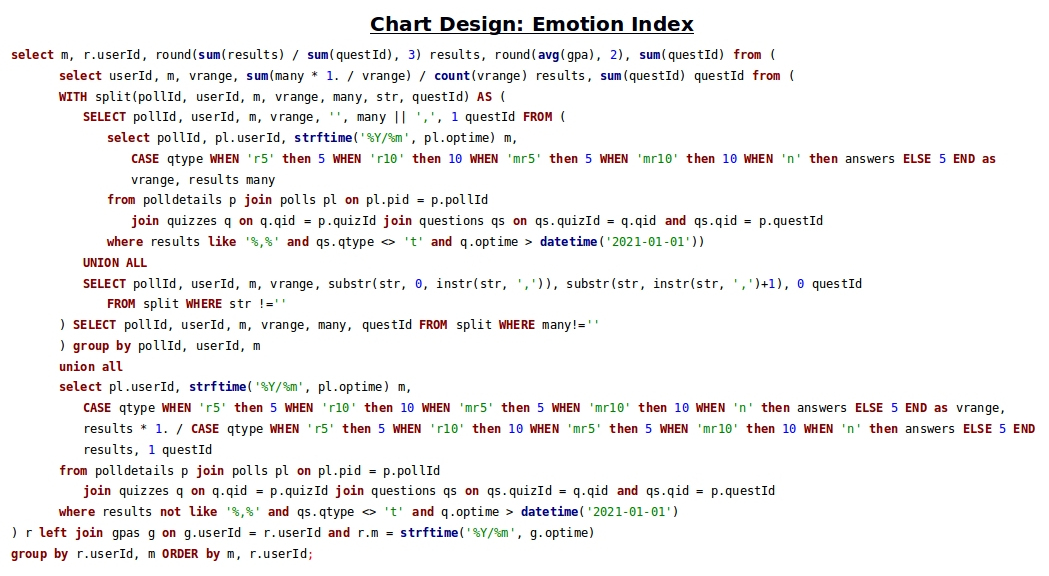 Chart Design: Emotion Index
select m, r.userId, round(sum(results) / sum(questId), 3) results, round(avg(gpa), 2), sum(questId) from (
select userId, m, vrange, sum(many * 1. / vrange) / count(vrange) results, sum(questId) questId from (
WITH split(pollId, userId, m, vrange, many, str, questId) AS (
SELECT pollId, userId, m, vrange, '', many || ',', 1 questId FROM (
select pollId, pl.userId, strftime('%Y/%m', pl.optime) m,
CASE qtype WHEN 'r5' then 5 WHEN 'r10' then 10 WHEN 'mr5' then 5 WHEN 'mr10' then 10 WHEN 'n' then answers ELSE 5 END as
vrange, results many
from polldetails p join polls pl on pl.pid = p.pollId
join quizzes q on q.qid = p.quizId join questions qs on qs.quizId = q.qid and qs.qid = p.questId
where results like '%,%' and qs.qtype <> 't' and q.optime > datetime('2021-01-01'))
UNION ALL
SELECT pollId, userId, m, vrange, substr(str, 0, instr(str, ',')), substr(str, instr(str, ',')+1), 0 questId
FROM split WHERE str !=''
) SELECT pollId, userId, m, vrange, many, questId FROM split WHERE many!=''
) group by pollId, userId, m
union all
select pl.userId, strftime('%Y/%m', pl.optime) m,
CASE qtype WHEN 'r5' then 5 WHEN 'r10' then 10 WHEN 'mr5' then 5 WHEN 'mr10' then 10 WHEN 'n' then answers ELSE 5 END as vrange,
results * 1. / CASE qtype WHEN 'r5' then 5 WHEN 'r10' then 10 WHEN 'mr5' then 5 WHEN 'mr10' then 10 WHEN 'n' then answers ELSE 5 END
results, 1 questId
from polldetails p join polls pl on pl.pid = p.pollId
join quizzes q on q.qid = p.quizId join questions qs on qs.quizId = q.qid and qs.qid = p.questId
where results not like '%,%' and qs.qtype <> 't' and q.optime > datetime('2021-01-01')
) r left join gpas g on g.userId = r.userId and r.m = strftime('%Y/%m', g.optime)
group by r.userId, m ORDER by m, r.userId;